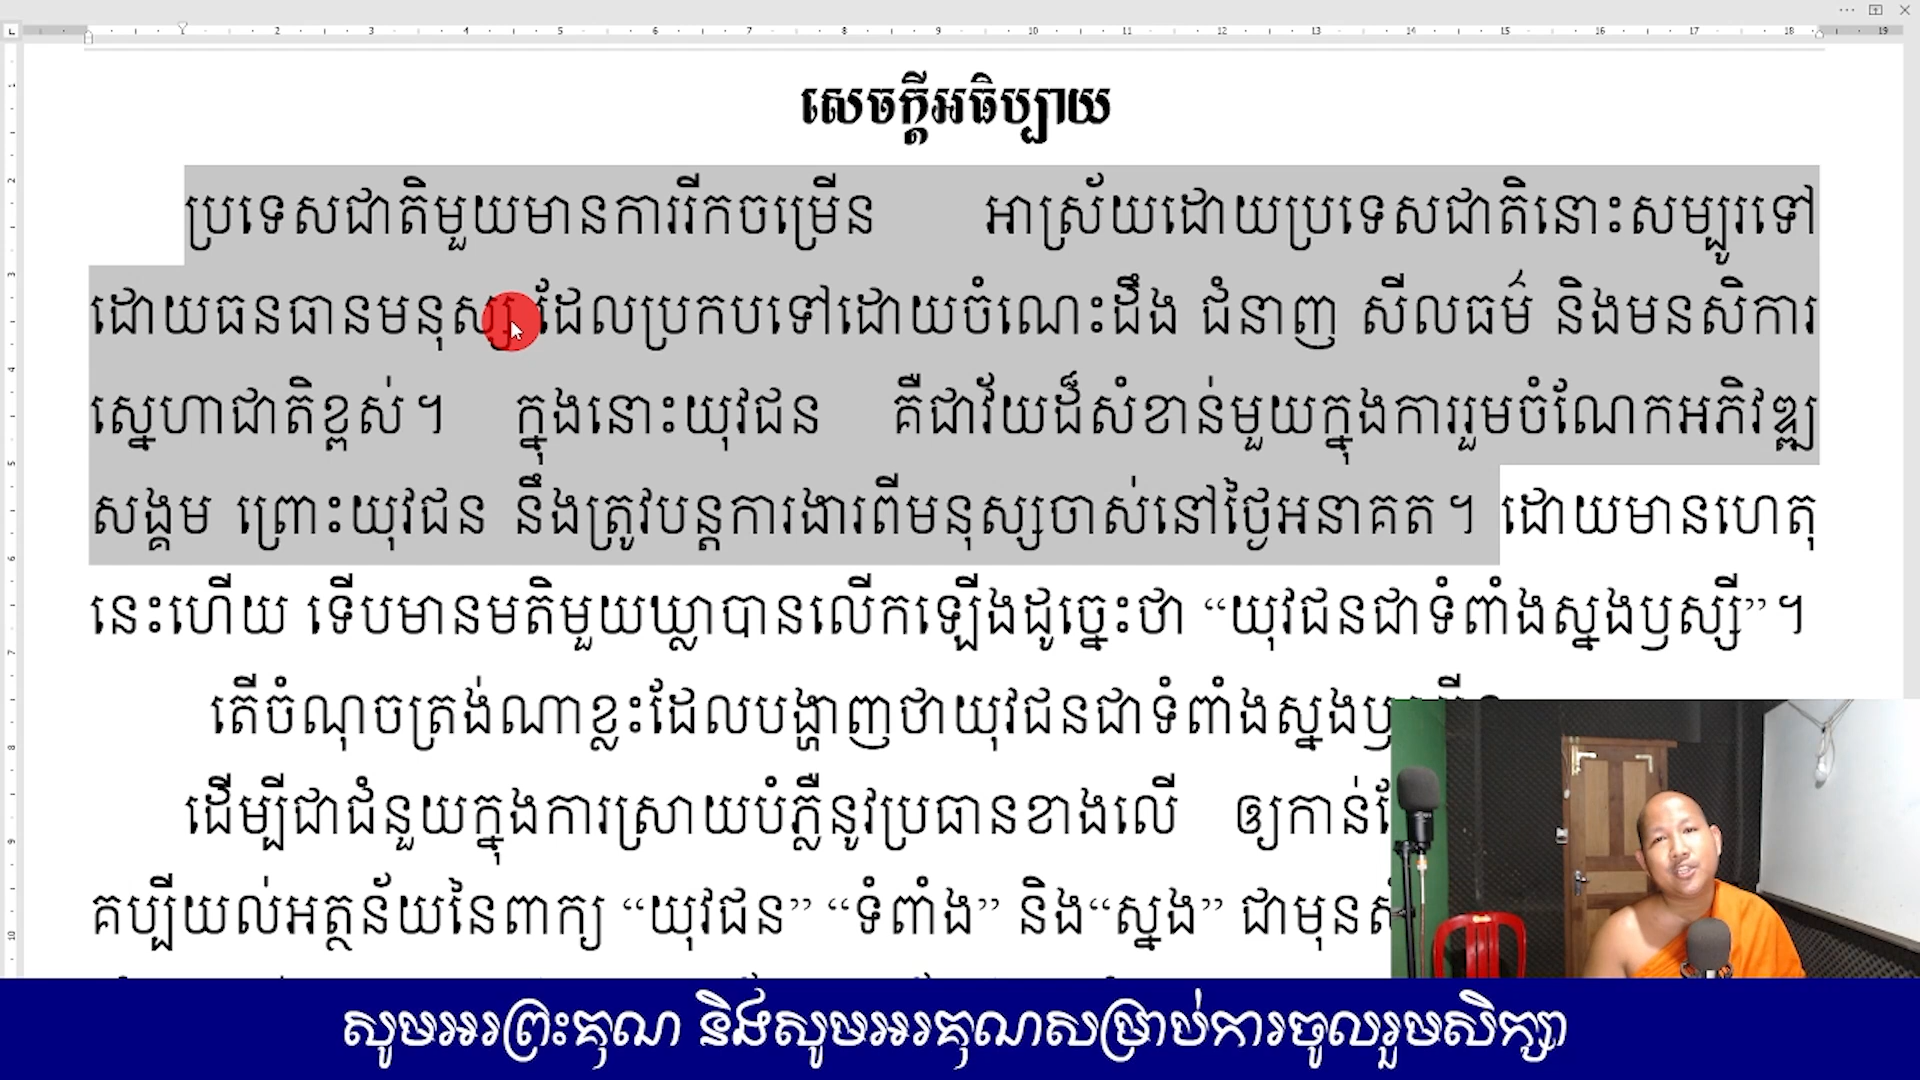 សេចក្ដីអធិប្បាយ
ប្រទេសជាតិមួយមានការរីកចម្រើន អាស្រ័យដោយប្រទេសជាតិនោះសម្បូរទៅ
ដោយធនធានមនុស្ស ដែលប្រកបទៅដោយចំណេះដឹង ជំនាញ សីលធម៌ និងមនសិការ
ស្នេហាជាតិខ្ពស់។ ក្នុងនោះយុវជន គឺជាវ័យដ៏សំខាន់មួយក្នុងការរួមចំណែកអភិវឌ្ឍ
សង្គម ព្រោះយុវជន នឹងត្រូវបន្តការងារពីមនុស្សចាស់នៅថ្ងៃអនាគត។ ដោយមានហេតុ
នេះហើយ ទើបមានមតិមួយឃ្លាបានលើកឡើងដូច្នេះថា “យុវជនជាទំពាំងស្នងឫស្សី”។
តើចំណុចត្រង់ណាខ្លះដែលបង្ហាញថាយុវជនជាទំពាំងស្នង
ដើម្បីជាជំនួយក្នុងការស្រាយបំភ្លឺនូវប្រធានខាងលើ ឲ្យកាន់
គប្បីយល់អត្ថន័យនៃពាក្យ “យុវជន” “ទំពាំង” និង“ស្នង” ជាមុន
សូមអរព្រះគុណ និងសូមអរគុណសម្រាប់ការចូលរួមសិក្សា